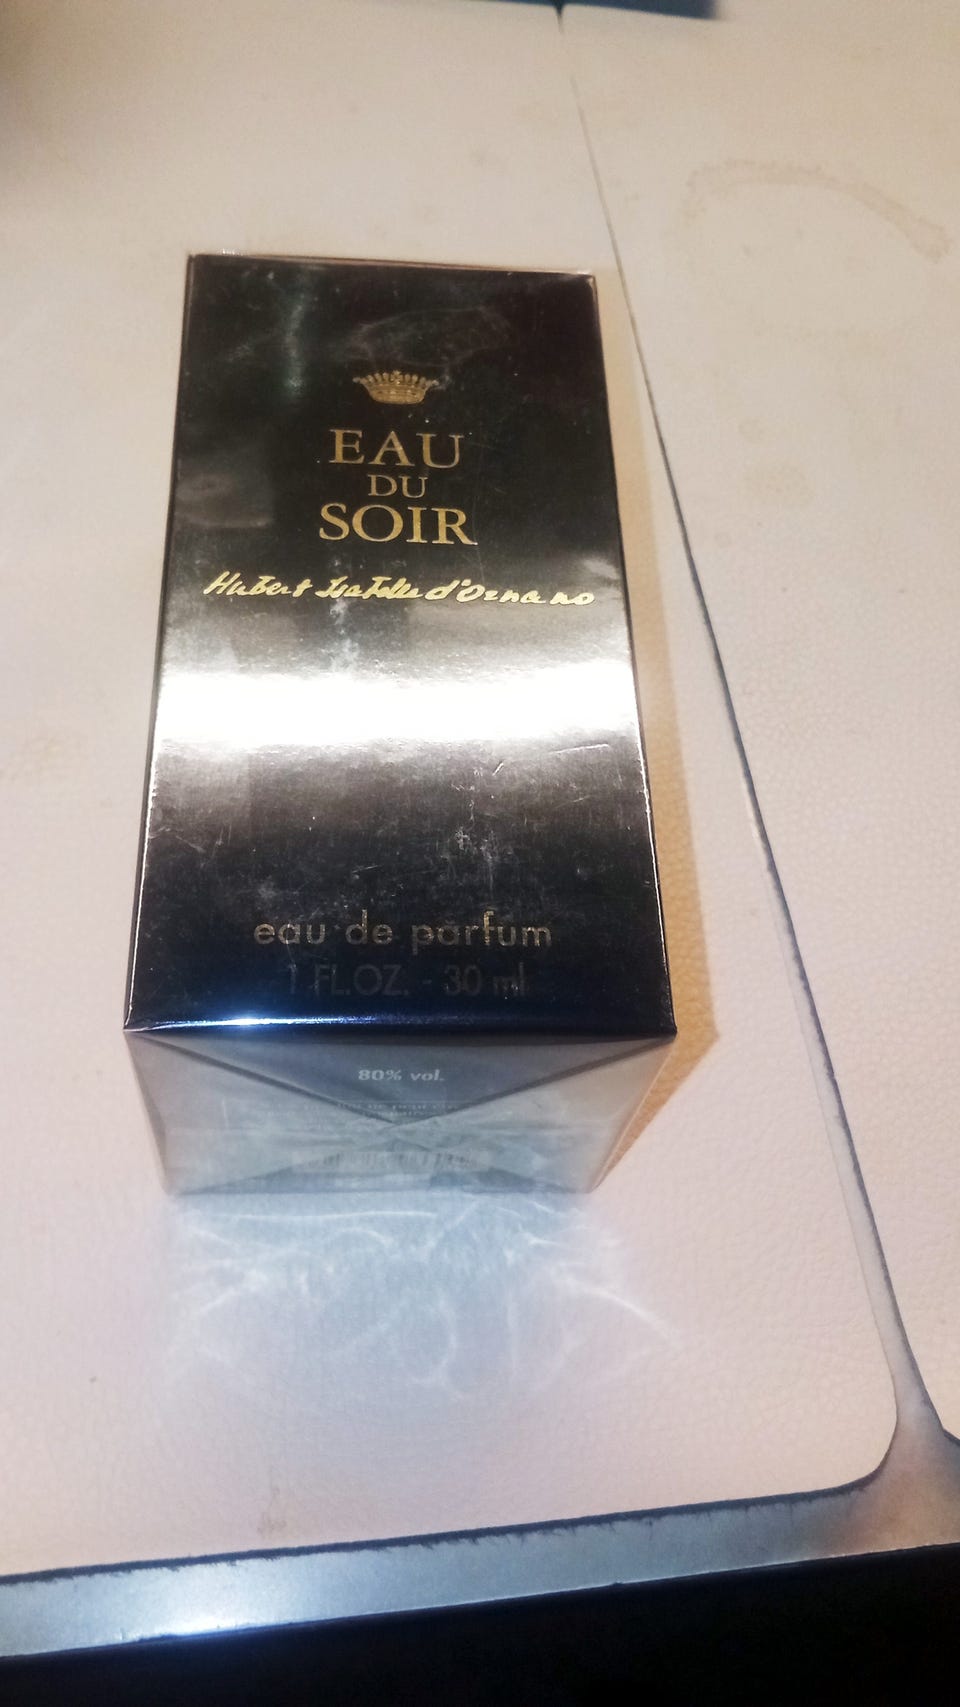 EAU
DU
SOIR
Hubert Isabelle d'Ornano
eau de parfum
1 FL.OZ. - 30 ml
80% vol.